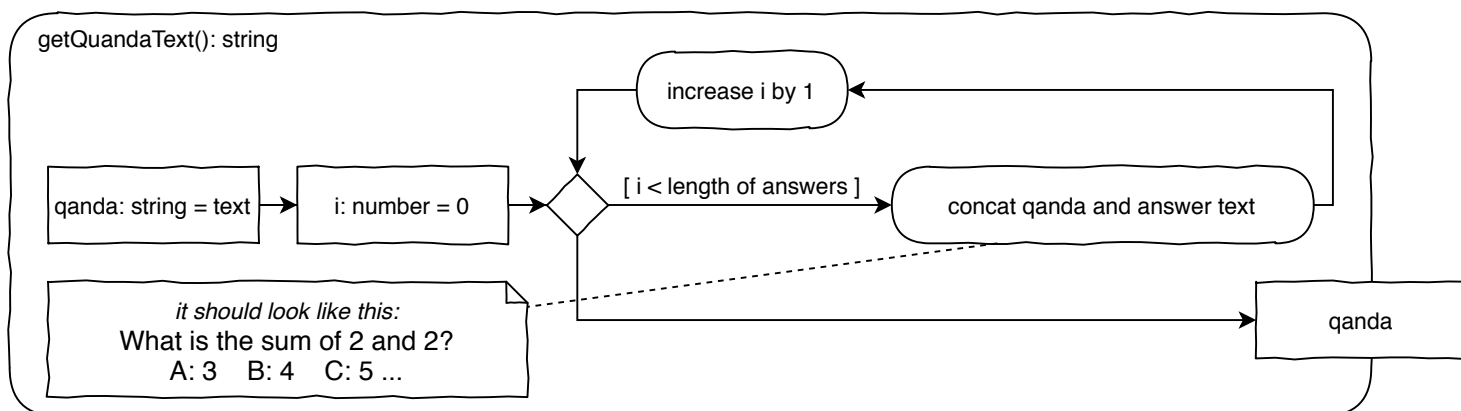 getQuandaText(): string
increase i by 1
qanda: string = text
i: number = 0
[ i < length of answers ]
concat qanda and answer text
it should look like this:
What is the sum of 2 and 2?
A: 3    B: 4    C: 5 ...
qanda